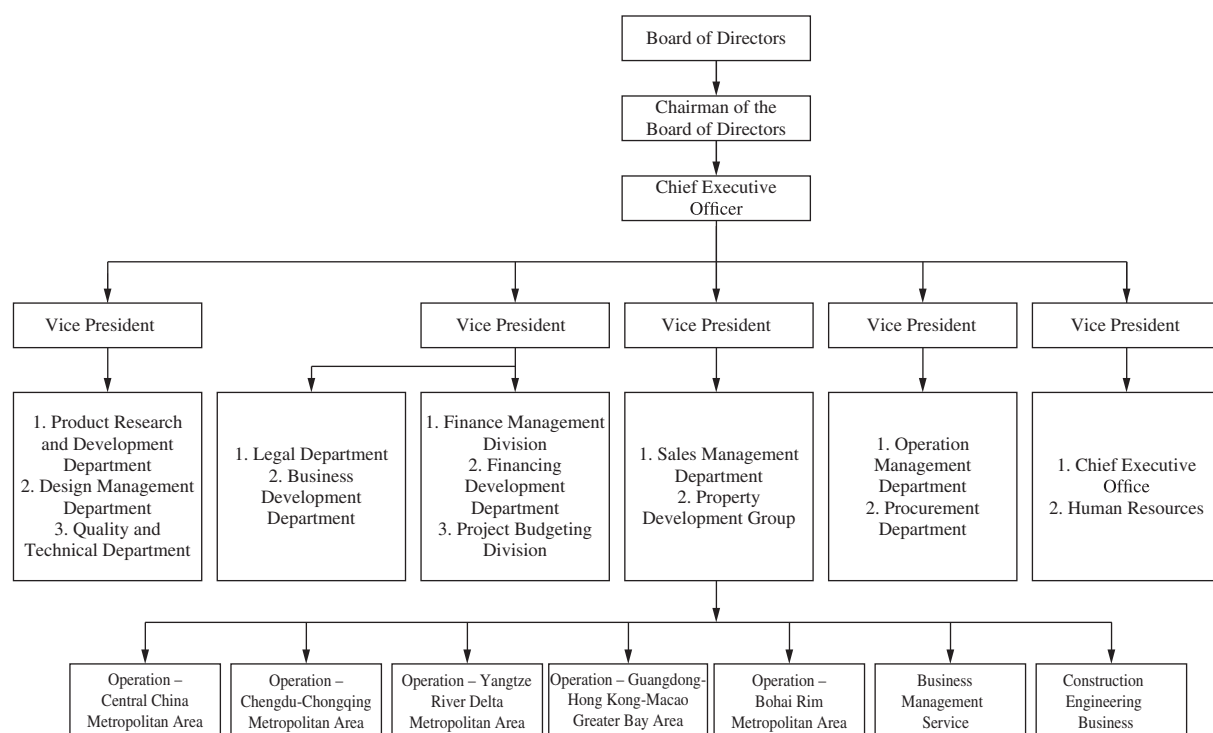 Board of Directors
Chairman of the
Board of Directors
Chief Executive
Officer
Vice President
Vice President
Vice President
Vice President
Vice President
1. Product Research
and Development
Department
2. Design Management
Department
3. Quality and
Technical Department
1. Legal Department
2. Business
Development
Department
1. Finance Management
Division
2. Financing
Development
Department
3. Project Budgeting
Division
1. Sales Management
Department
2. Property
Development Group
1. Operation
Management
Department
2. Procurement
Department
1. Chief Executive
Office
2. Human Resources
Operation –
Central China
Metropolitan Area
Operation –
Chengdu-Chongqing
Metropolitan Area
Operation – Yangtze
River Delta
Metropolitan Area
Operation – Guangdong-
Hong Kong-Macao
Greater Bay Area
Operation –
Bohai Rim
Metropolitan Area
Business
Management
Service
Construction
Engineering
Business